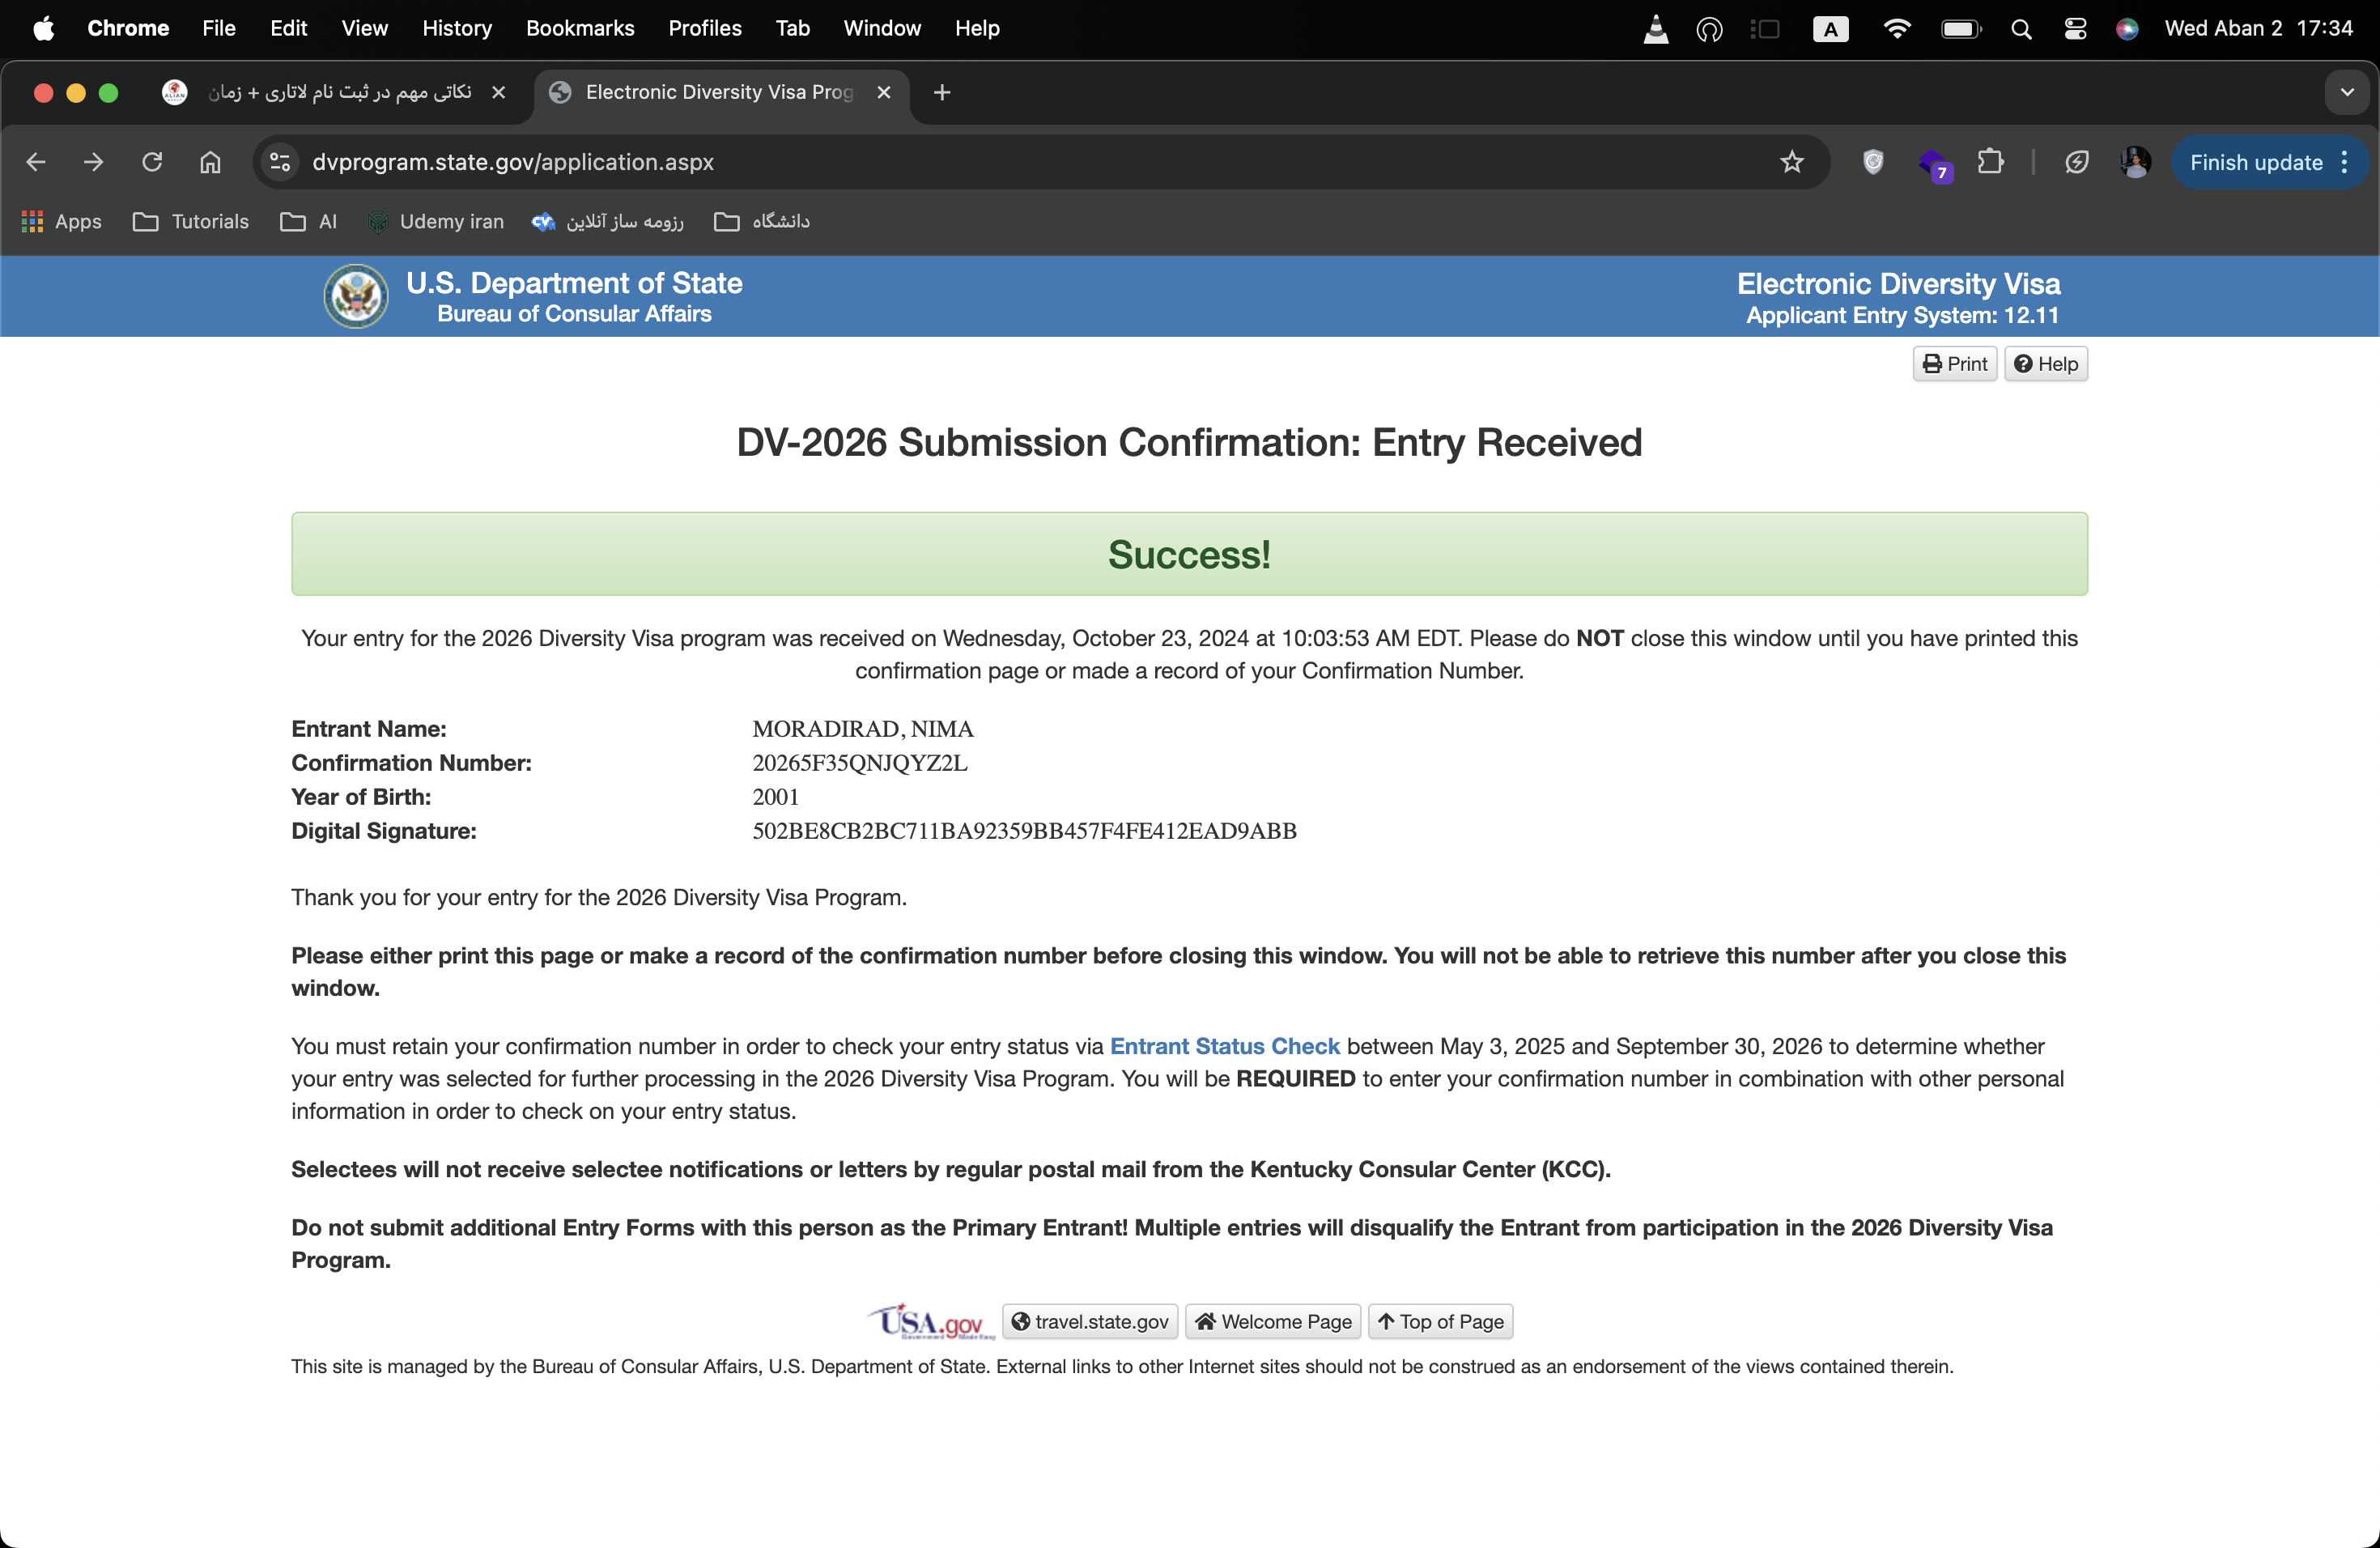 Chrome File Edit View History Bookmarks Profiles Tab Window Help A Wed Aban 2 17:34
نکاتی مهم در ثبت نام لاتاری + زمان Electronic Diversity Visa Prog
dvprogram.state.gov/application.aspx 7 Finish update
Apps Tutorials AI Udemy iran رزومه ساز آنلاین دانشگاه
U.S. Department of State
Bureau of Consular Affairs
Electronic Diversity Visa
Applicant Entry System: 12.11
Print Help
DV-2026 Submission Confirmation: Entry Received
Success!
Your entry for the 2026 Diversity Visa program was received on Wednesday, October 23, 2024 at 10:03:53 AM EDT. Please do NOT close this window until you have printed this
confirmation page or made a record of your Confirmation Number.
Entrant Name: MORADIRAD, NIMA
Confirmation Number: 20265F35QNJQYZ2L
Year of Birth: 2001
Digital Signature: 502BE8CB2BC711BA92359BB457F4FE412EAD9ABB
Thank you for your entry for the 2026 Diversity Visa Program.
Please either print this page or make a record of the confirmation number before closing this window. You will not be able to retrieve this number after you close this
window.
You must retain your confirmation number in order to check your entry status via Entrant Status Check between May 3, 2025 and September 30, 2026 to determine whether
your entry was selected for further processing in the 2026 Diversity Visa Program. You will be REQUIRED to enter your confirmation number in combination with other personal
information in order to check on your entry status.
Selectees will not receive selectee notifications or letters by regular postal mail from the Kentucky Consular Center (KCC).
Do not submit additional Entry Forms with this person as the Primary Entrant! Multiple entries will disqualify the Entrant from participation in the 2026 Diversity Visa
Program.
USA.gov travel.state.gov Welcome Page Top of Page
This site is managed by the Bureau of Consular Affairs, U.S. Department of State. External links to other Internet sites should not be construed as an endorsement of the views contained therein.